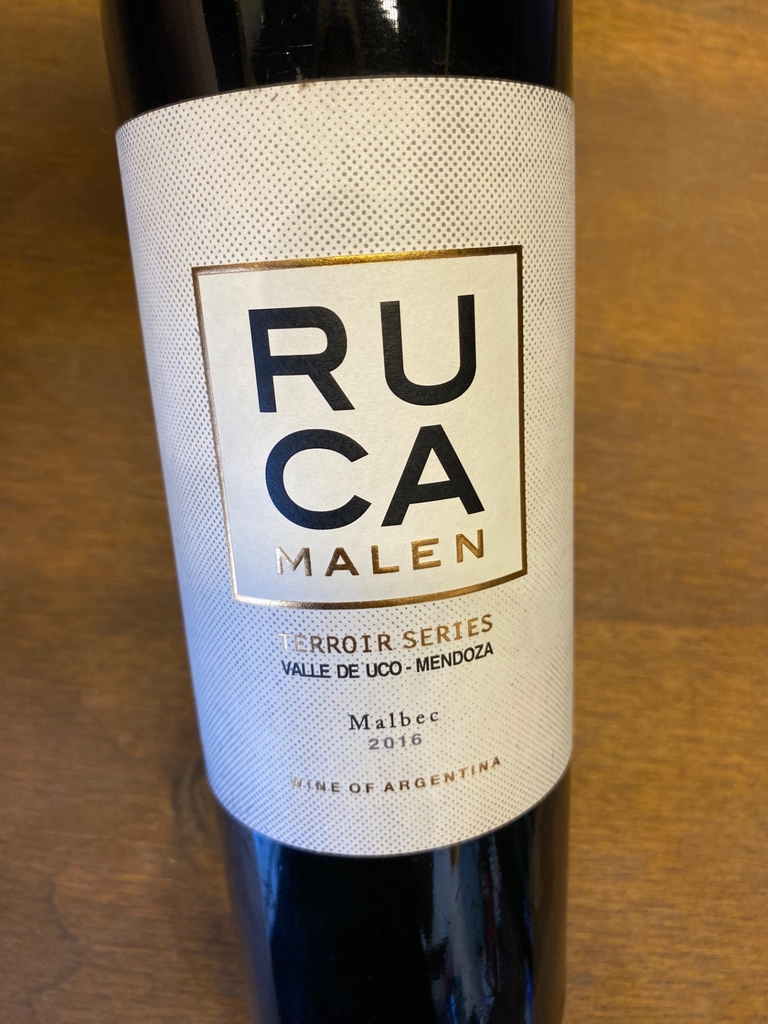 RU
CA
MALEN
TERROIR SERIES
VALLE DE UCO - MENDOZA
Malbec
2016
WINE OF ARGENTINA